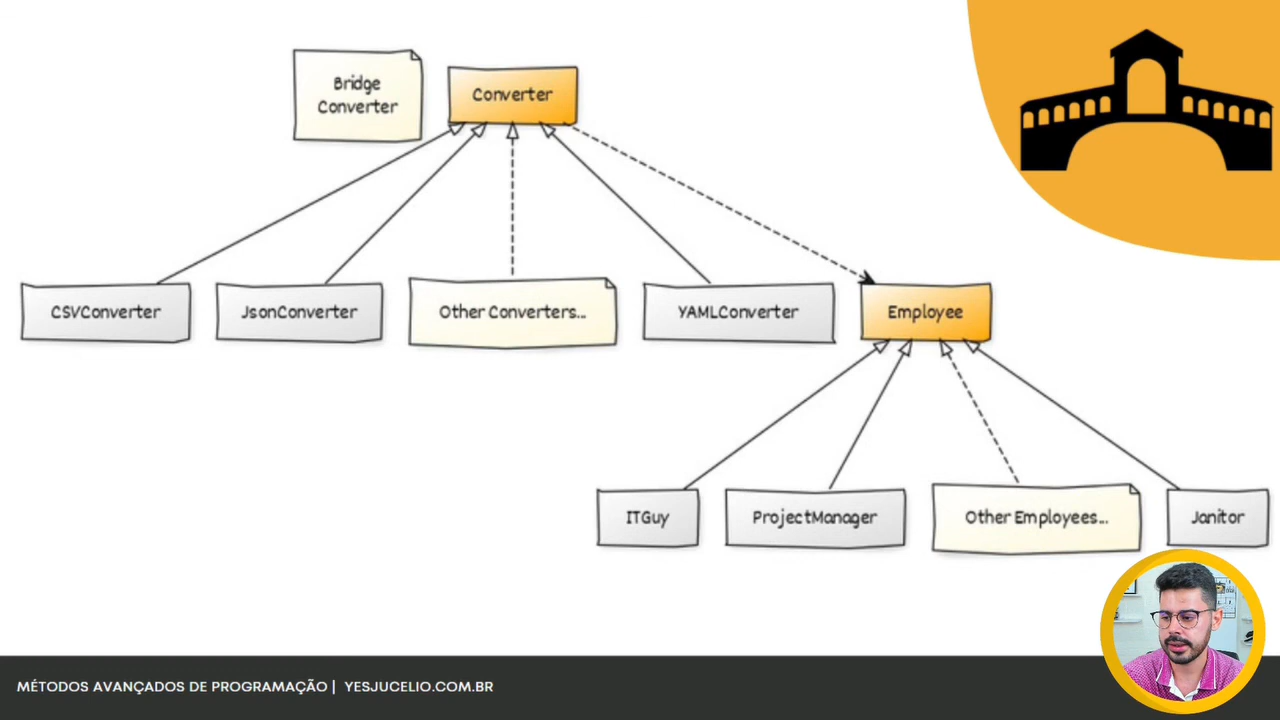 Bridge
Converter
Converter
CSVConverter
JsonConverter
Other Converters...
YAMLConverter
Employee
ITGuy
ProjectManager
Other Employees...
Janitor
MÉTODOS AVANÇADOS DE PROGRAMAÇÃO | YESJUCELIO.COM.BR